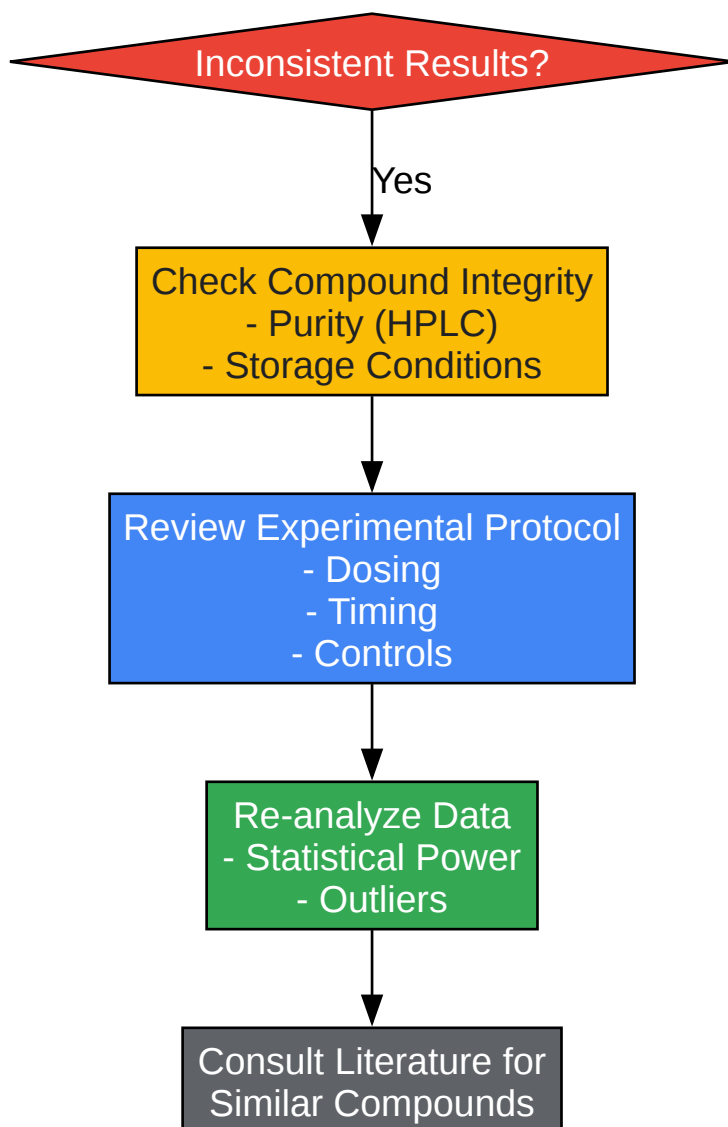 Inconsistent Results?
Yes
Check Compound Integrity
- Purity (HPLC)
- Storage Conditions
Review Experimental Protocol
- Dosing
- Timing
- Controls
Re-analyze Data
- Statistical Power
- Outliers
Consult Literature for
Similar Compounds